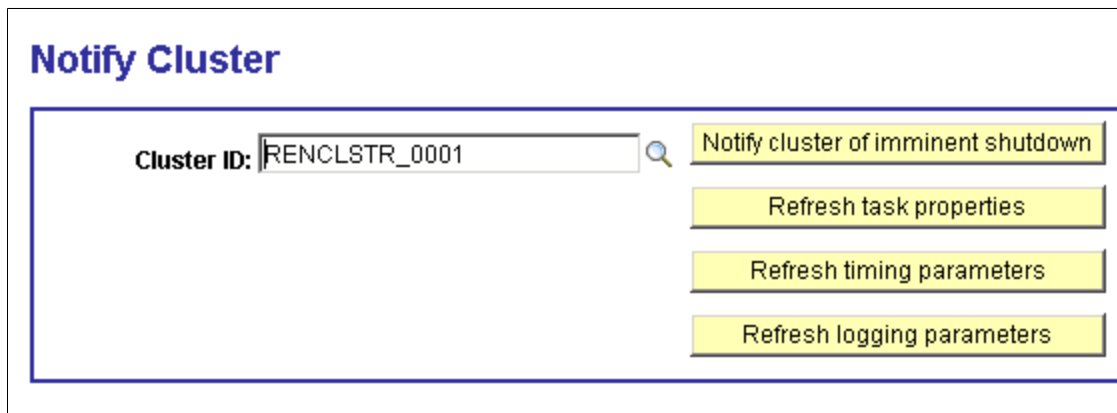 Notify Cluster
Cluster ID: RENCLSTR_0001
Notify cluster of imminent shutdown
Refresh task properties
Refresh timing parameters
Refresh logging parameters